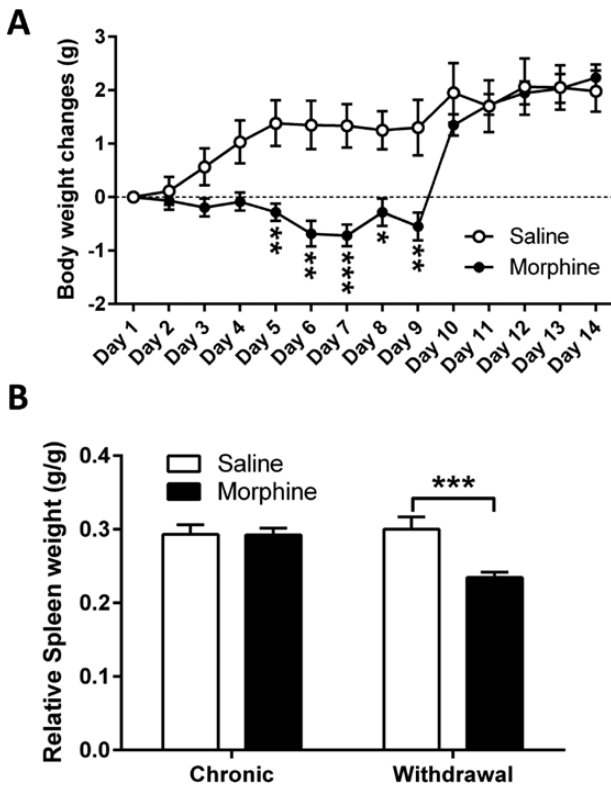 A
Body weight changes (g)
3
2
1
0
-1
-2
Saline
Morphine
**
**
***
*
**
Day 1
Day 2
Day 3
Day 4
Day 5
Day 6
Day 7
Day 8
Day 9
Day 10
Day 11
Day 12
Day 13
Day 14
B
Relative Spleen weight (g/g)
0.4
0.3
0.2
0.1
0.0
Saline
Morphine
***
Chronic
Withdrawal